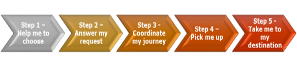 Step 1 –
Help me to
choose
Step 2 –
Answer my
request
Step 3 -
Coordinate
my journey
Step 4 –
Pick me up
Step 5 -
Take me to
my
destination